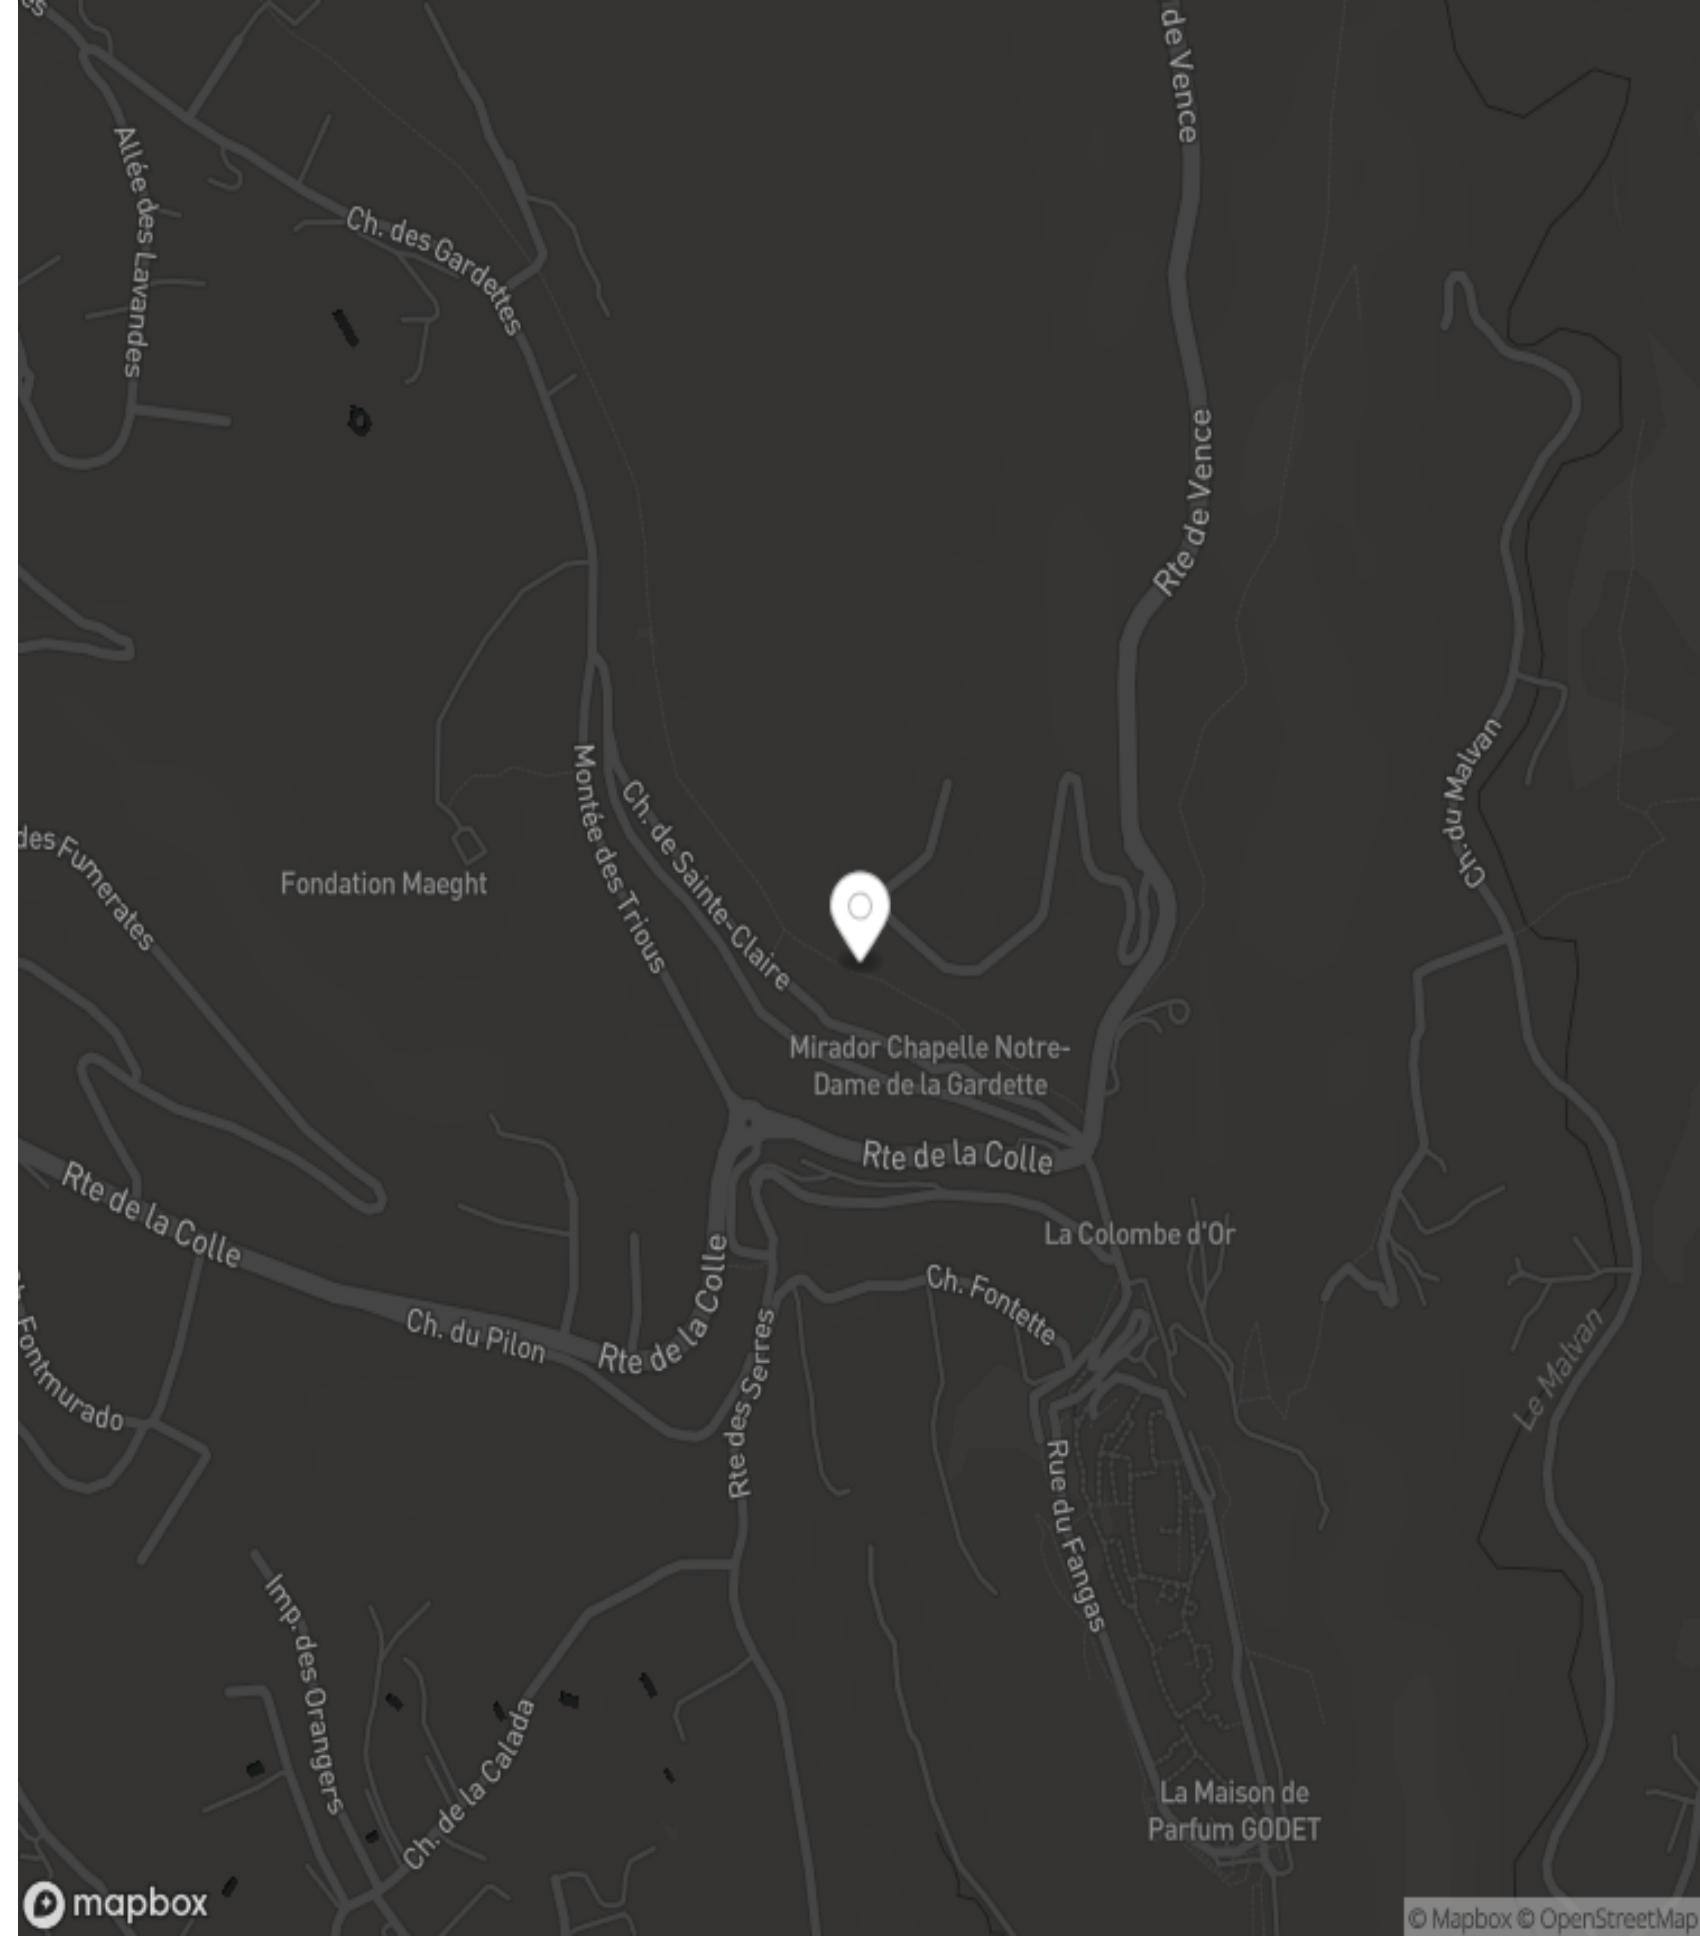 de Vence
Allée des Lavandes
Ch. des Gardettes
Rte de Vence
Ch. du Malvan
Montée des Trious
Ch. de Sainte-Claire
des Fumerates
Fondation Maeght
Mirador Chapelle Notre-
Dame de la Gardette
Rte de la Colle
Rte de la Colle
La Colombe d'Or
Rte de la Colle
Ch. Fontette
Ch. du Pilon
Fontmurado
Rte des Serres
Le Malvan
Rue du Fangas
Imp. des Orangers
Ch. de la Calada
La Maison de
Parfum GODET
mapbox
© Mapbox © OpenStreetMap